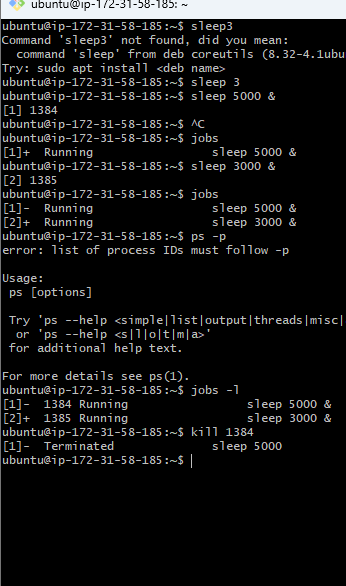 ubuntu@ip-172-31-58-185: ~
ubuntu@ip-172-31-58-185:~$ sleep3
Command 'sleep3' not found, did you mean:
  command 'sleep' from deb coreutils (8.32-4.1ubu
Try: sudo apt install <deb name>
ubuntu@ip-172-31-58-185:~$ sleep 3
ubuntu@ip-172-31-58-185:~$ sleep 5000 &
[1] 1384
ubuntu@ip-172-31-58-185:~$ ^C
ubuntu@ip-172-31-58-185:~$ jobs
[1]+  Running                 sleep 5000 &
ubuntu@ip-172-31-58-185:~$ sleep 3000 &
[2] 1385
ubuntu@ip-172-31-58-185:~$ jobs
[1]-  Running                 sleep 5000 &
[2]+  Running                 sleep 3000 &
ubuntu@ip-172-31-58-185:~$ ps -p
error: list of process IDs must follow -p

Usage:
 ps [options]

 Try 'ps --help <simple|list|output|threads|misc|
  or 'ps --help <s|l|o|t|m|a>'
 for additional help text.

For more details see ps(1).
ubuntu@ip-172-31-58-185:~$ jobs -l
[1]-  1384 Running                 sleep 5000 &
[2]+  1385 Running                 sleep 3000 &
ubuntu@ip-172-31-58-185:~$ kill 1384
[1]-  Terminated              sleep 5000
ubuntu@ip-172-31-58-185:~$